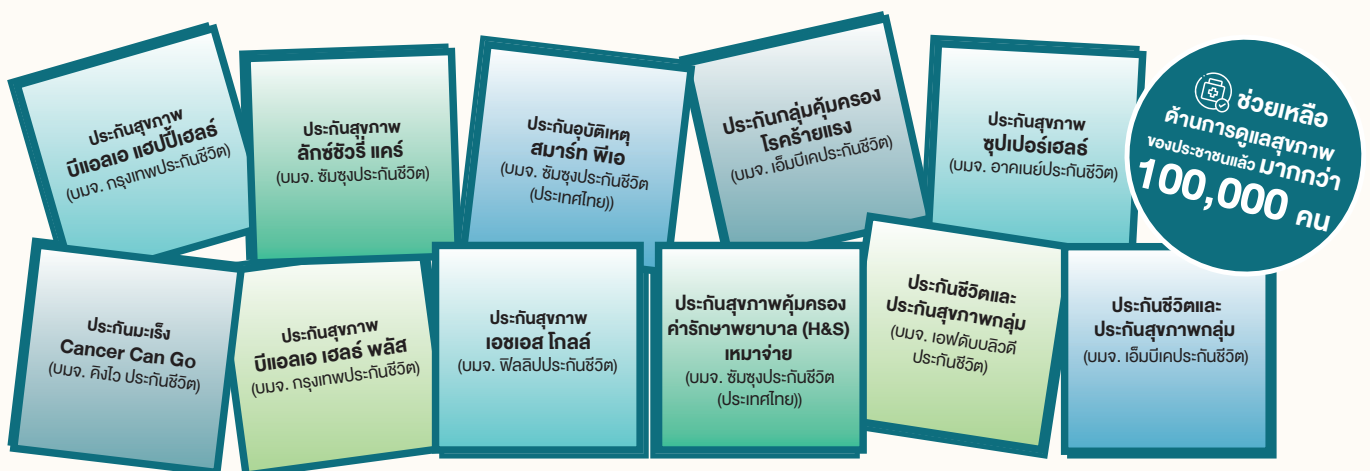 ประกันสุขภาพ
บีแอลเอ แฮปปี้เฮลธ์
(บมจ. กรุงเทพประกันชีวิต)
ประกันสุขภาพ
ลักซ์ชัวรี่ แคร์
(บมจ. ซัมซุงประกันชีวิต)
ประกันอุบัติเหตุ
สมาร์ท พีเอ
(บมจ. ซัมซุงประกันชีวิต
(ประเทศไทย))
ประกันกลุ่มคุ้มครอง
โรคร้ายแรง
(บมจ. เอ็มบีเคประกันชีวิต)
ประกันสุขภาพ
ซุปเปอร์เฮลธ์
(บมจ. อาคเนย์ประกันชีวิต)
ช่วยเหลือ
ด้านการดูแลสุขภาพ
ของประชาชนแล้ว มากกว่า
100,000 คน
ประกันมะเร็ง
Cancer Can Go
(บมจ. คิงไว ประกันชีวิต)
ประกันสุขภาพ
บีแอลเอ เฮลธ์ พลัส
(บมจ. กรุงเทพประกันชีวิต)
ประกันสุขภาพ
เอชเอส โกลล์
(บมจ. ฟิลลิปประกันชีวิต)
ประกันสุขภาพคุ้มครอง
ค่ารักษาพยาบาล (H&S)
เหมาจ่าย
(บมจ. ซัมซุงประกันชีวิต
(ประเทศไทย))
ประกันชีวิตและ
ประกันสุขภาพกลุ่ม
(บมจ. เอฟดับบลิวดี
ประกันชีวิต)
ประกันชีวิตและ
ประกันสุขภาพกลุ่ม
(บมจ. เอ็มบีเคประกันชีวิต)